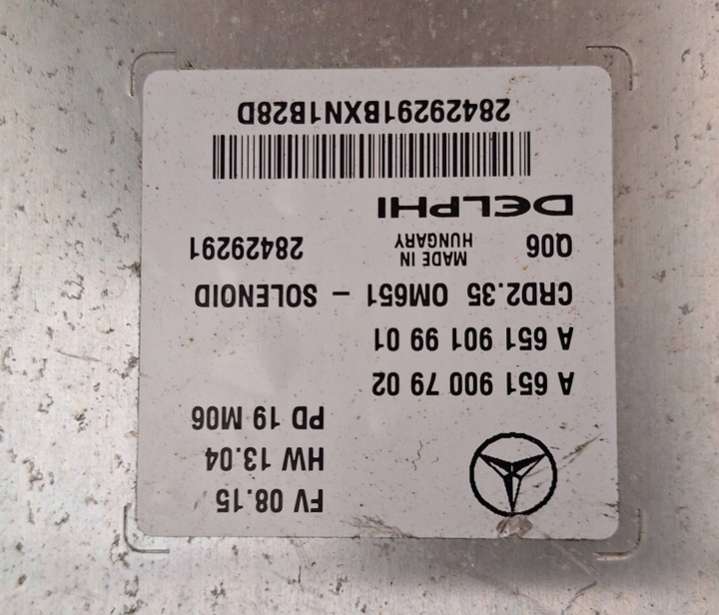 FV 08.15
HW 13.04
PD 19 M06
A 651 900 79 02
A 651 901 99 01
CRD2.35 OM651 – SOLENOID
Q06 MADE IN HUNGARY 28429291
DELPHI
28429291BXN1B28D